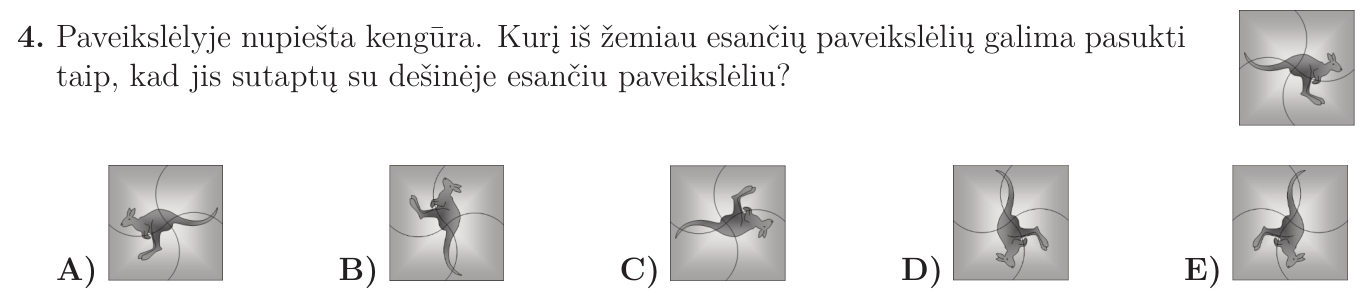 4. Paveikslėlyje nupiešta kengūra. Kurį iš žemiau esančių paveikslėlių galima pasukti
taip, kad jis sutaptų su dešinėje esančiu paveikslėliu?
A) B) C) D) E)